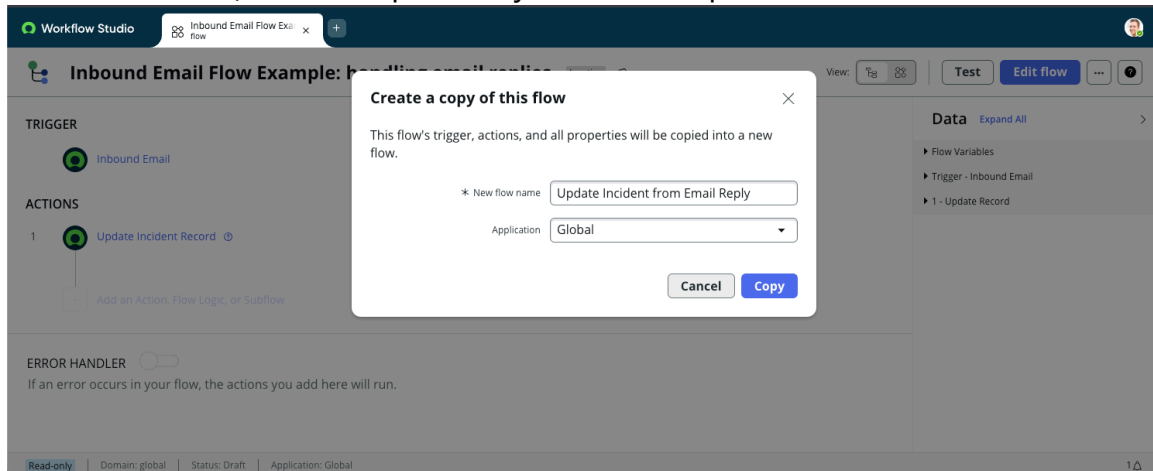 Workflow Studio
Inbound Email Flow Exa
flow
Inbound Email Flow Example: handling email replies
View:
Test
Edit flow
Create a copy of this flow
This flow's trigger, actions, and all properties will be copied into a new
flow.
* New flow name
Update Incident from Email Reply
Application
Global
Cancel
Copy
TRIGGER
Inbound Email
ACTIONS
1
Update Incident Record
Add an Action, Flow Logic, or Subflow
ERROR HANDLER
If an error occurs in your flow, the actions you add here will run.
Data Expand All
Flow Variables
Trigger - Inbound Email
1 - Update Record
Read-only | Domain: global | Status: Draft | Application: Global
1